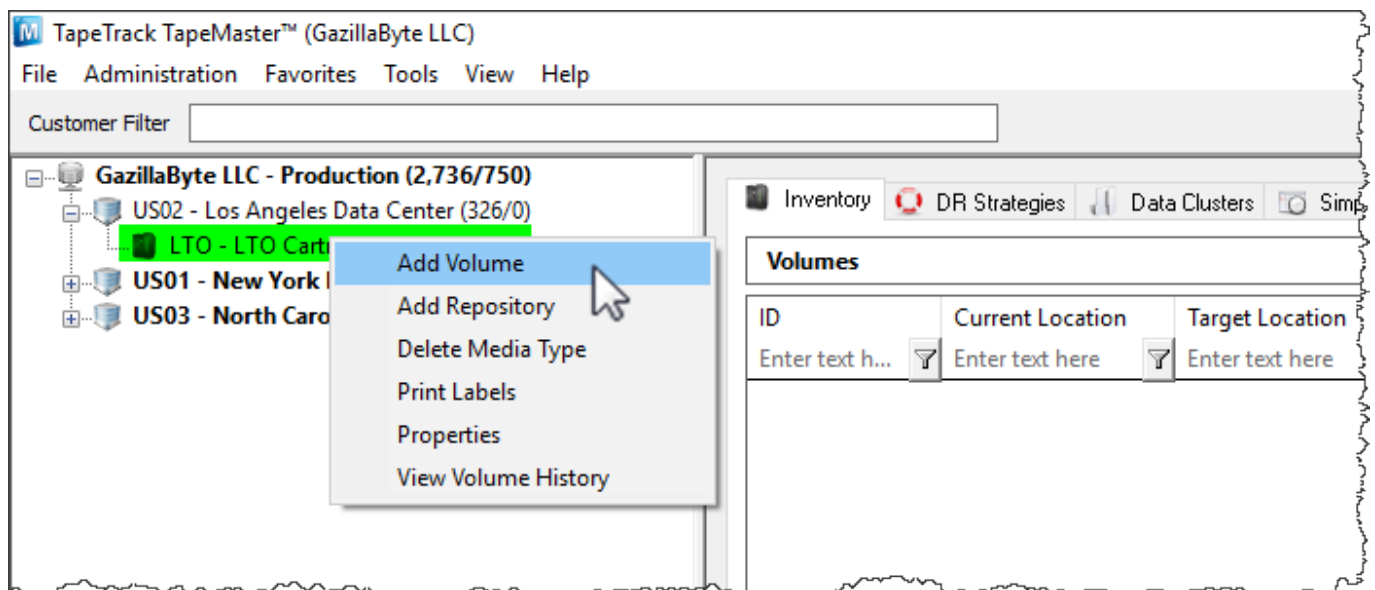 TapeTrack TapeMaster™ (GazillaByte LLC)
File Administration Favorites Tools View Help
Customer Filter
GazillaByte LLC - Production (2,736/750)
US02 - Los Angeles Data Center (326/0)
LTO - LTO
US01 - New York
US03 - North
Add Volume
Add Repository
Delete Media Type
Print Labels
Properties
View Volume History
Inventory DR Strategies Data Clusters
Volumes
ID Current Location Target Location
Enter text h... Enter text here Enter text here